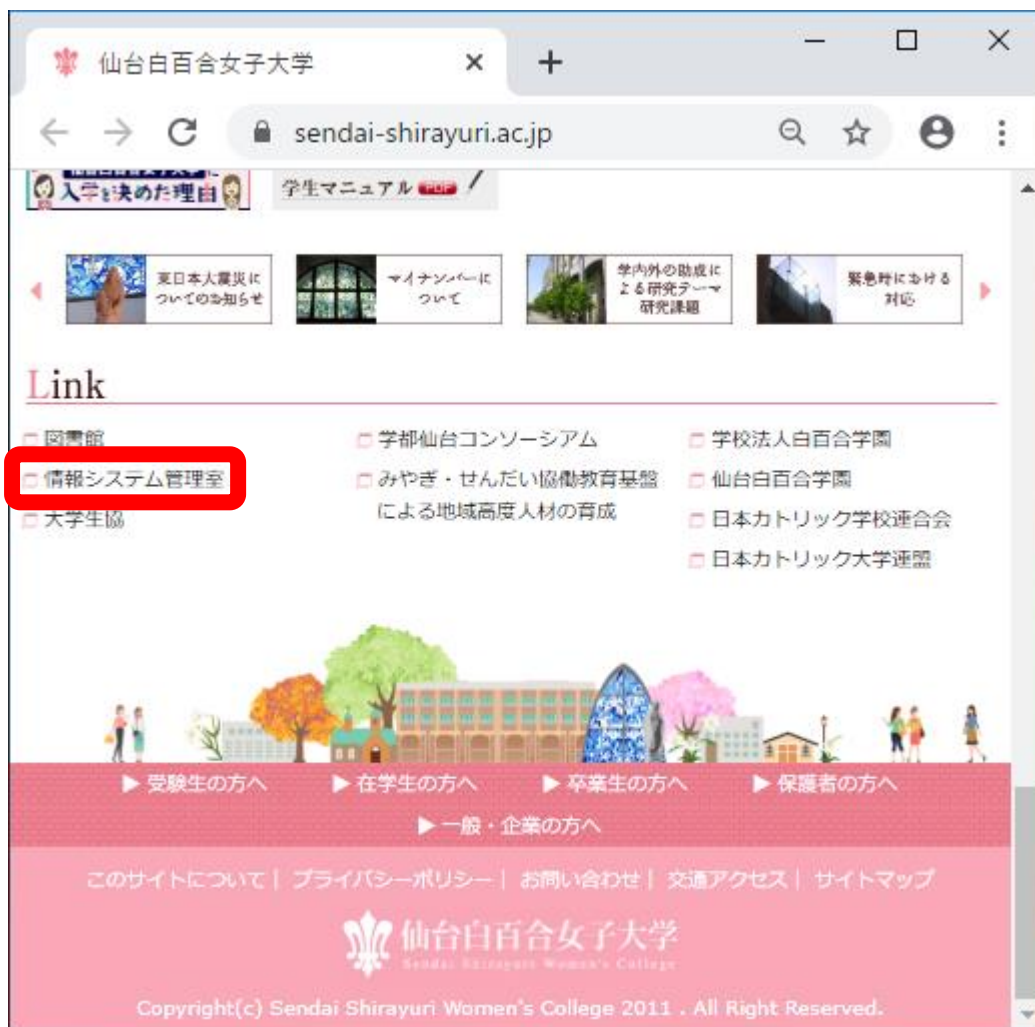 仙台白百合女子大学
sendai-shirayuri.ac.jp
入学を決めた理由
学生マニュアル PDF
東日本大震災に
ついてのお知らせ
マイナンバーに
ついて
学内外の助成に
よる研究テーマ
研究課題
緊急時における
対応
Link
図書館
学都仙台コンソーシアム
学校法人白百合学園
情報システム管理室
みやぎ・せんだい協働教育基盤
による地域高度人材の育成
仙台白百合学園
大学生協
日本カトリック学校連合会
日本カトリック大学連盟
▶ 受験生の方へ ▶ 在学生の方へ ▶ 卒業生の方へ ▶ 保護者の方へ
▶ 一般・企業の方へ
このサイトについて | プライバシーポリシー | お問い合わせ | 交通アクセス | サイトマップ
仙台白百合女子大学
Sendai Shirayuri Women's College
Copyright(c) Sendai Shirayuri Women's College 2011 . All Right Reserved.